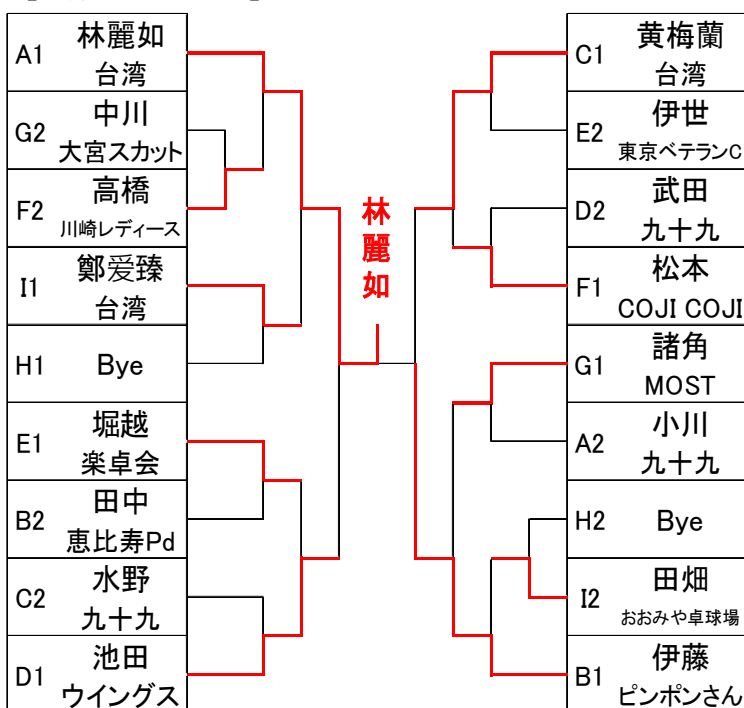 A1
林麗如
台湾
G2
中川
大宮スカット
F2
高橋
川崎レディース
I1
鄭爱臻
台湾
H1
Bye
E1
堀越
楽卓会
B2
田中
恵比寿Pd
C2
水野
九十九
D1
池田
ウイングス
林麗如
C1
黄梅蘭
台湾
E2
伊世
東京ベテランC
D2
武田
九十九
F1
松本
COJI COJI
G1
諸角
MOST
A2
小川
九十九
H2
Bye
I2
田畑
おおみや卓球場
B1
伊藤
ピンポンさん